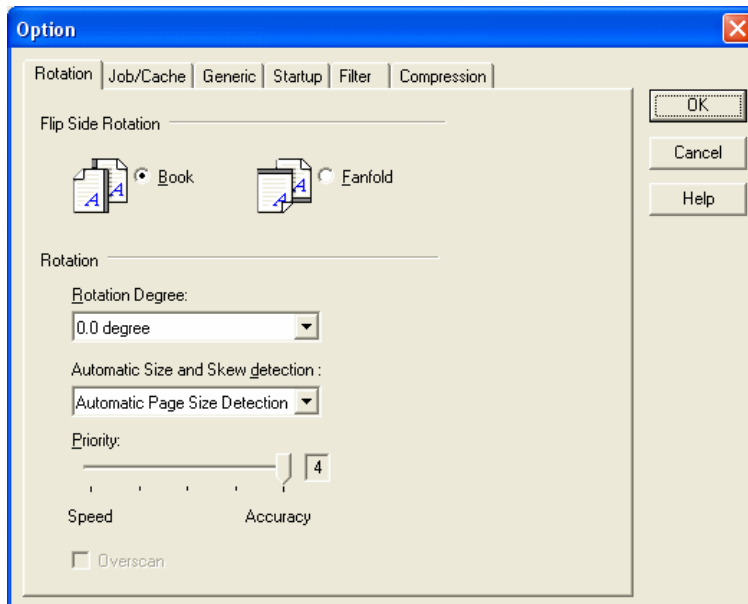 Option
Rotation Job/Cache Generic Startup Filter Compression
OK
Cancel
Help
Flip Side Rotation
A A Book A A Fanfold
Rotation
Rotation Degree:
0.0 degree
Automatic Size and Skew detection :
Automatic Page Size Detection
Priority:
4
Speed Accuracy
Overscan